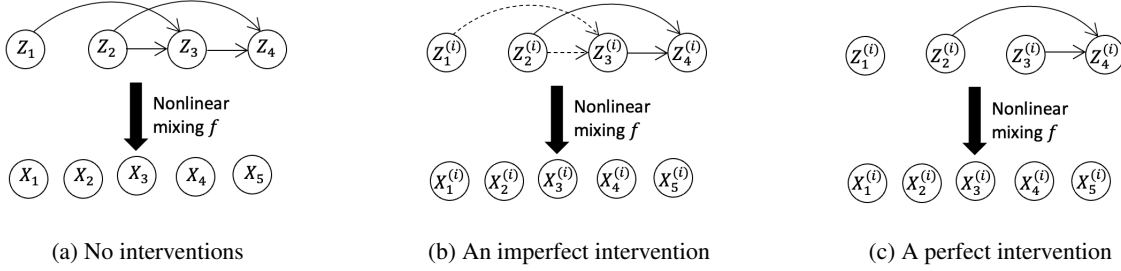 Z₁ Z₂ Z₃ Z₄
Nonlinear
mixing f
X₁ X₂ X₃ X₄ X₅
(a) No interventions
Z₁⁽ⁱ⁾ Z₂⁽ⁱ⁾ Z₃⁽ⁱ⁾ Z₄⁽ⁱ⁾
Nonlinear
mixing f
X₁⁽ⁱ⁾ X₂⁽ⁱ⁾ X₃⁽ⁱ⁾ X₄⁽ⁱ⁾ X₅⁽ⁱ⁾
(b) An imperfect intervention
Z₁⁽ⁱ⁾ Z₂⁽ⁱ⁾ Z₃⁽ⁱ⁾ Z₄⁽ⁱ⁾
Nonlinear
mixing f
X₁⁽ⁱ⁾ X₂⁽ⁱ⁾ X₃⁽ⁱ⁾ X₄⁽ⁱ⁾ X₅⁽ⁱ⁾
(c) A perfect intervention